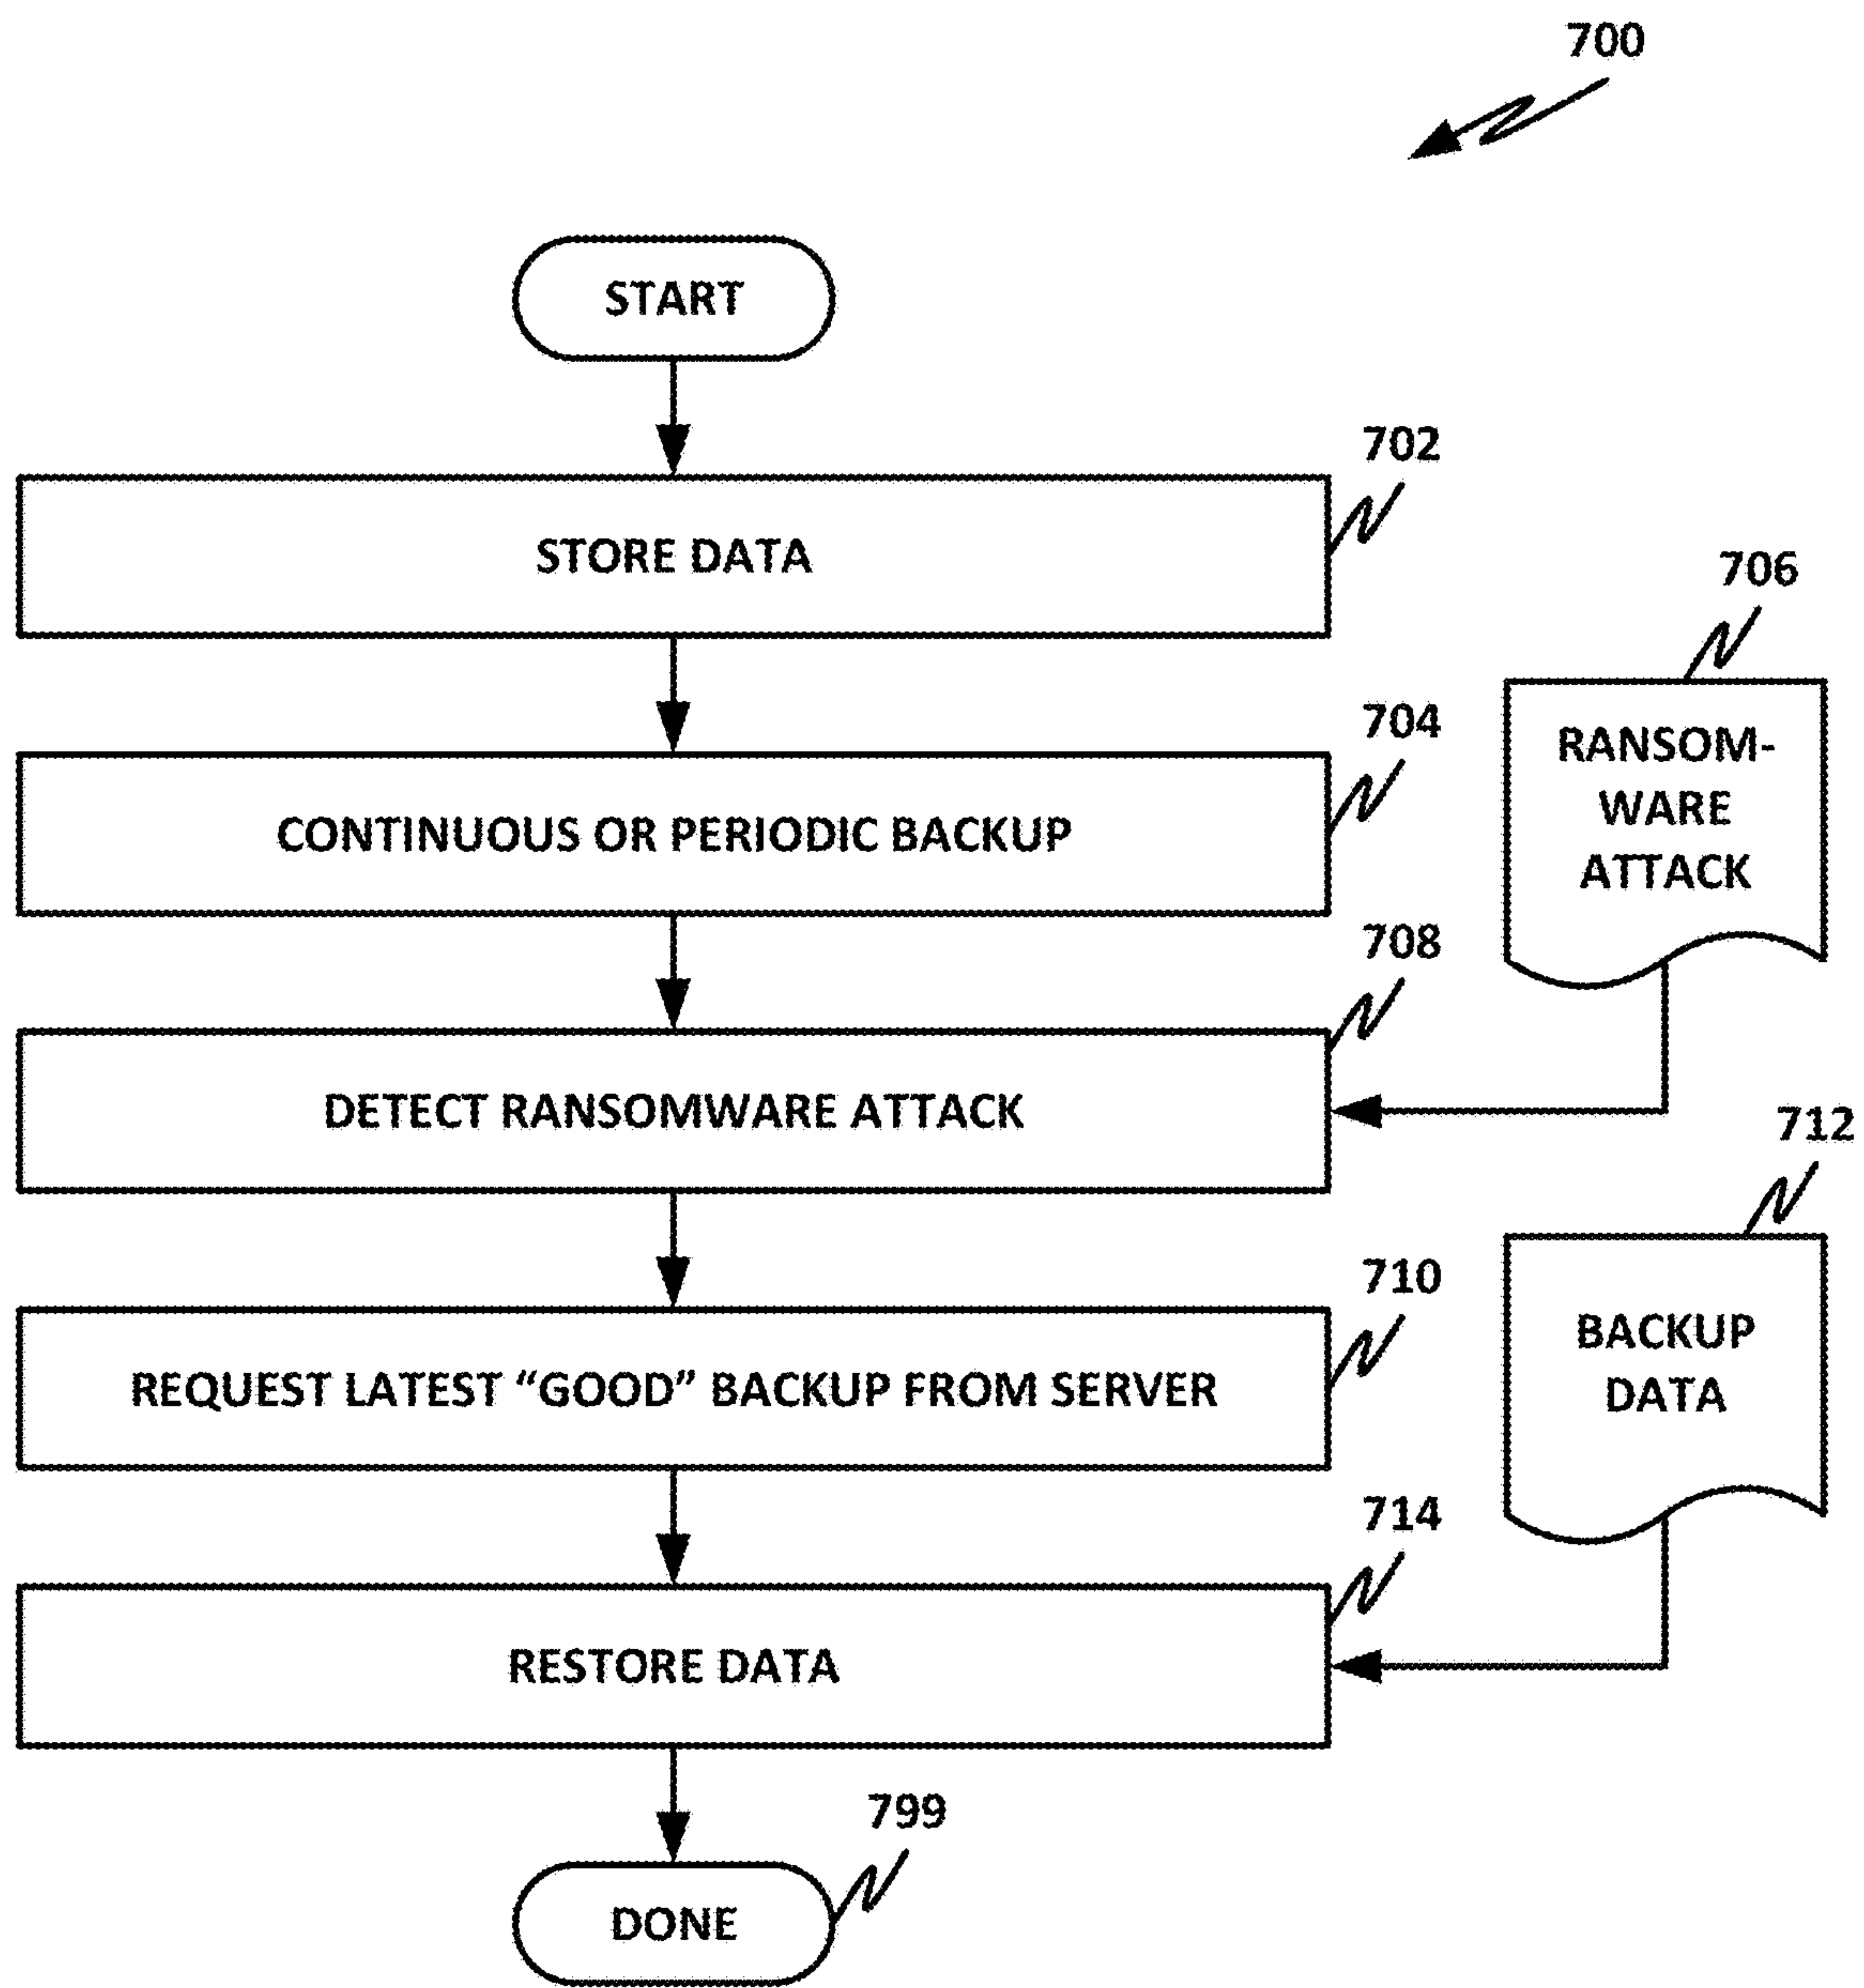 700
START
702
STORE DATA
706
RANSOM-
WARE
ATTACK
704
CONTINUOUS OR PERIODIC BACKUP
708
DETECT RANSOMWARE ATTACK
712
BACKUP
DATA
710
REQUEST LATEST “GOOD” BACKUP FROM SERVER
714
RESTORE DATA
799
DONE